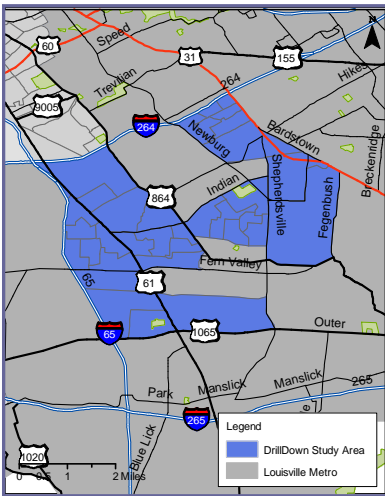 Speed
60
31
155
N
Hikes
Trevilian
264
9005
264
Newburg
Bardstown
Breckenridge
Indian
Shepherdsville
Fegenbush
864
Fern Valley
65
61
Outer
65
1065
Park
Manslick
Manslick
265
265
e
Blue Lick
1020
0 0.5 1 2 Miles
Legend
DrillDown Study Area
Louisville Metro